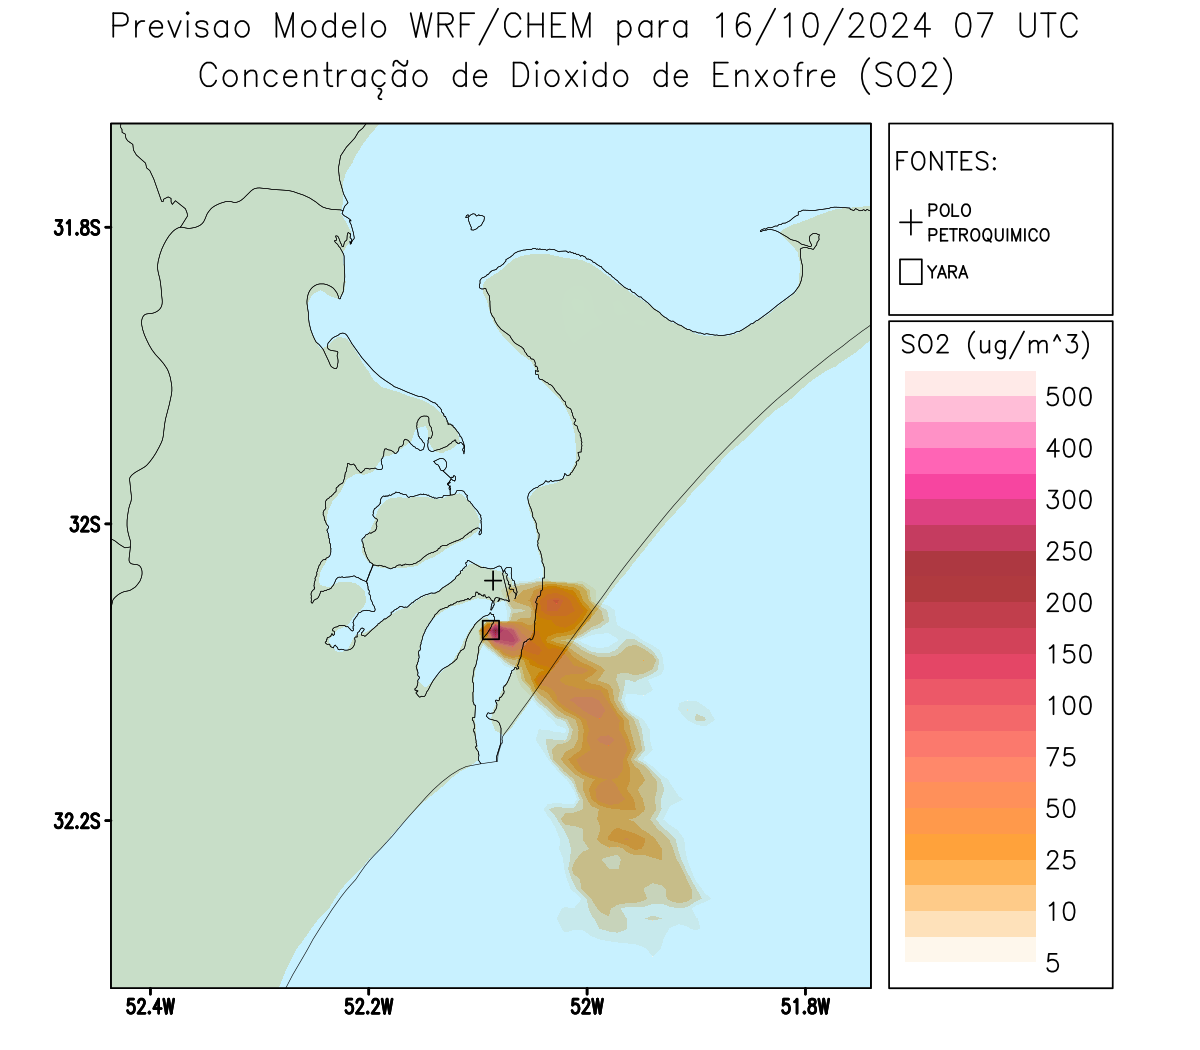 Previsao Modelo WRF/CHEM para 16/10/2024 07 UTC
Concentração de Dioxido de Enxofre (SO2)
FONTES:
POLO
PETROQUIMICO
YARA
31.8S
32S
32.2S
52.4W
52.2W
52W
51.8W
SO2 (ug/m^3)
500
400
300
250
200
150
100
75
50
25
10
5